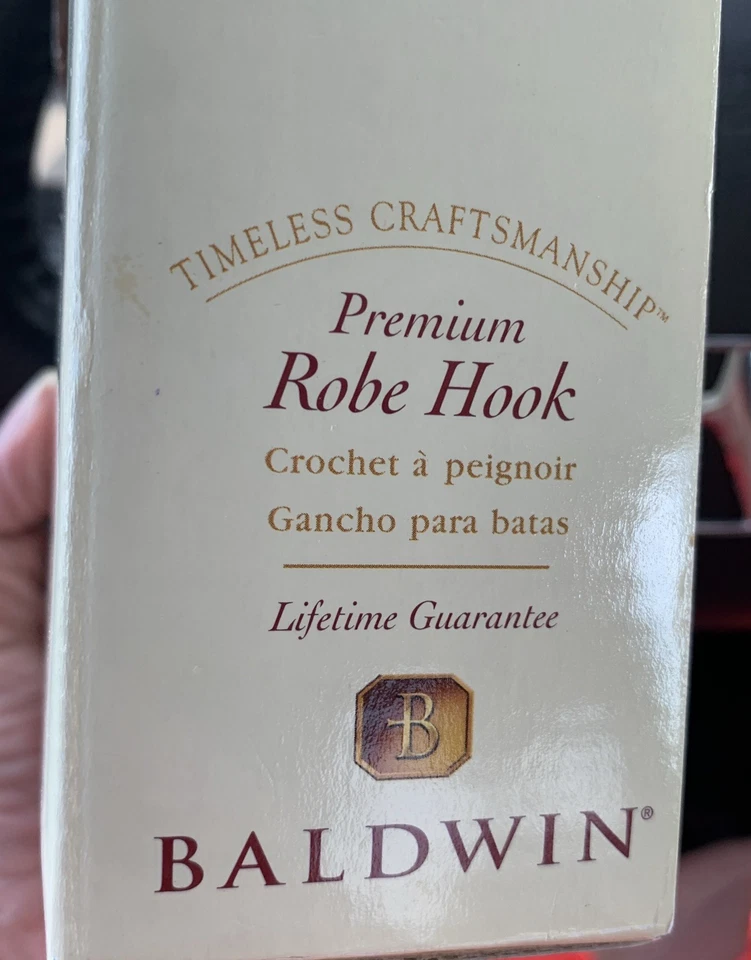 TIMELESS CRAFTSMANSHIP™
Premium
Robe Hook
Crochet à peignoir
Gancho para batas
Lifetime Guarantee
B
BALDWIN®